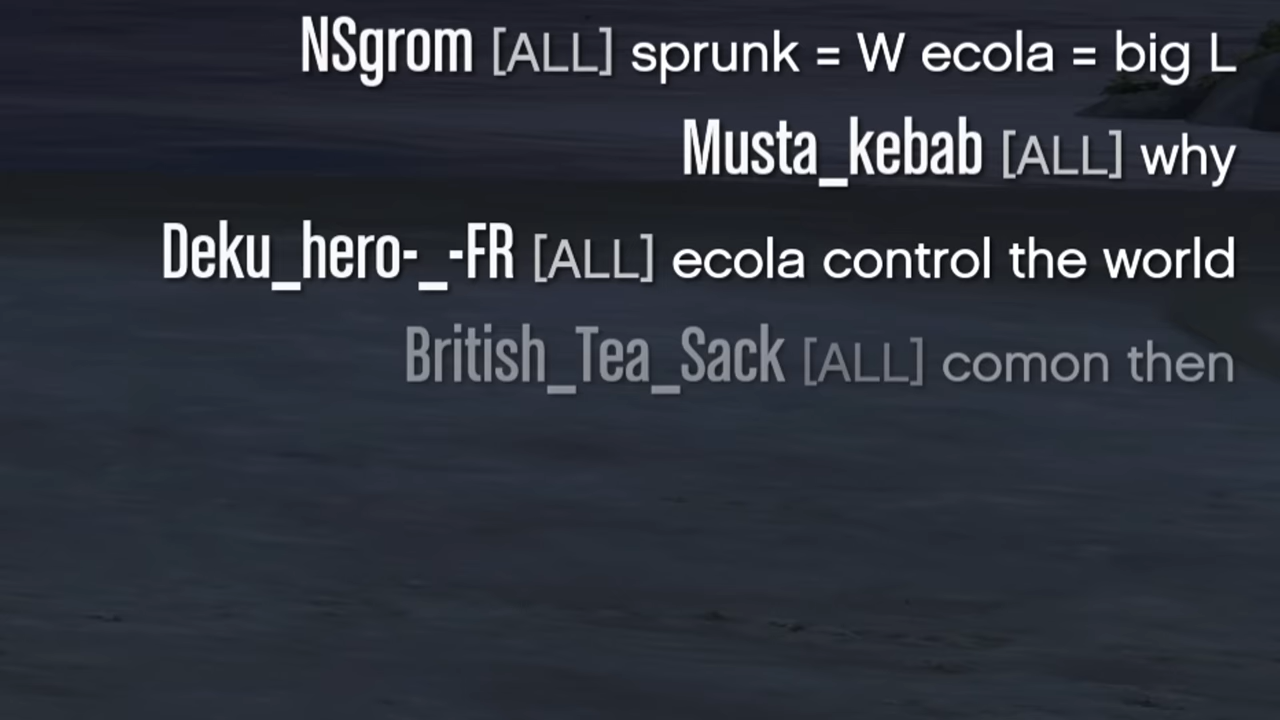 NSgrom [ALL] sprunk = W ecola = big L
Musta_kebab [ALL] why
Deku_hero-_-FR [ALL] ecola control the world
British_Tea_Sack [ALL] comon then